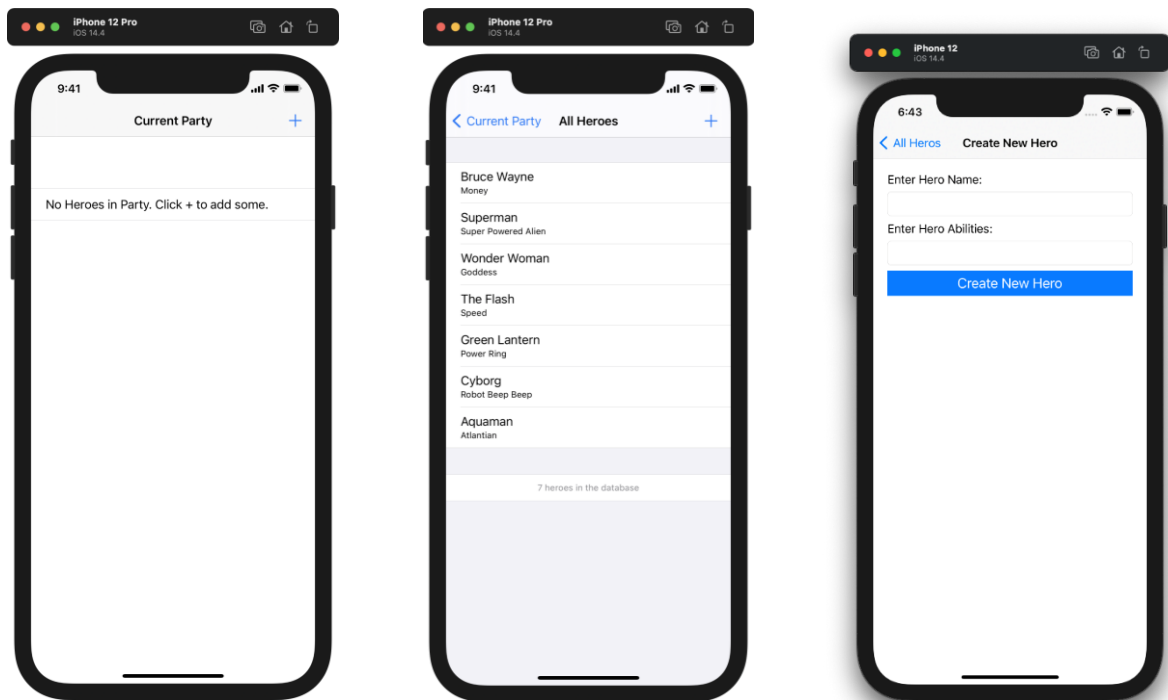 iPhone 12 Pro
iOS 14.4
9:41
Current Party
No Heroes in Party. Click + to add some.
iPhone 12 Pro
iOS 14.4
9:41
Current Party All Heroes
Bruce Wayne
Money
Superman
Super Powered Alien
Wonder Woman
Goddess
The Flash
Speed
Green Lantern
Power Ring
Cyborg
Robot Beep Beep
Aquaman
Atlantian
7 heroes in the database
iPhone 12
iOS 14.4
6:43
All Heros Create New Hero
Enter Hero Name:
Enter Hero Abilities:
Create New Hero